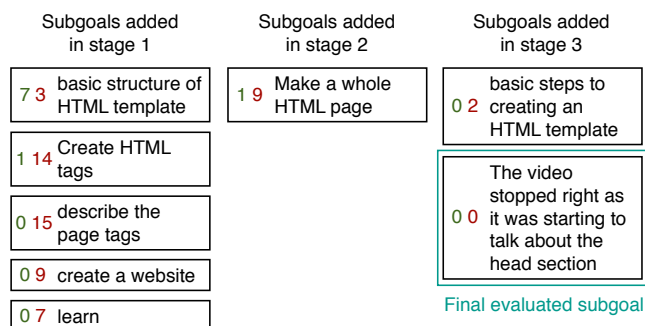 Subgoals added
in stage 1
7 3 basic structure of
HTML template
1 14 Create HTML
tags
0 15 describe the
page tags
0 9 create a website
0 7 learn
Subgoals added
in stage 2
1 9 Make a whole
HTML page
Subgoals added
in stage 3
0 2 basic steps to
creating an
HTML template
0 0 The video
stopped right as
it was starting to
talk about the
head section
Final evaluated subgoal